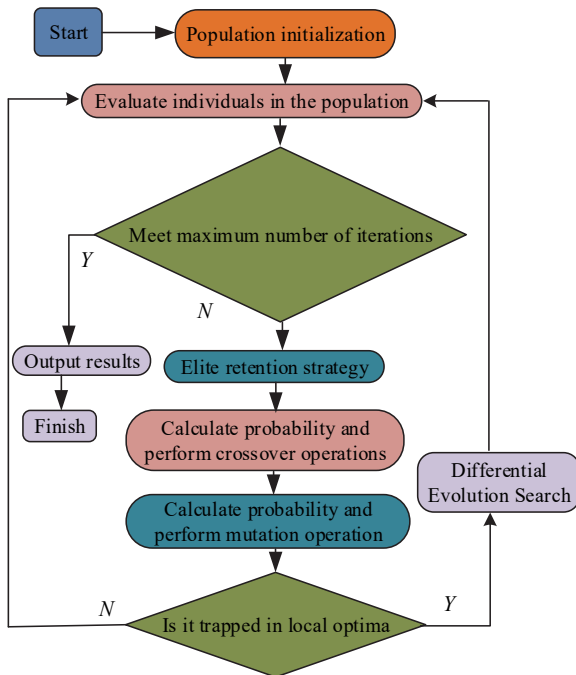 Start
Population initialization
Evaluate individuals in the population
Meet maximum number of iterations
Y
N
Output results
Elite retention strategy
Finish
Calculate probability and
perform crossover operations
Differential
Evolution Search
Calculate probability and
perform mutation operation
N
Y
Is it trapped in local optima